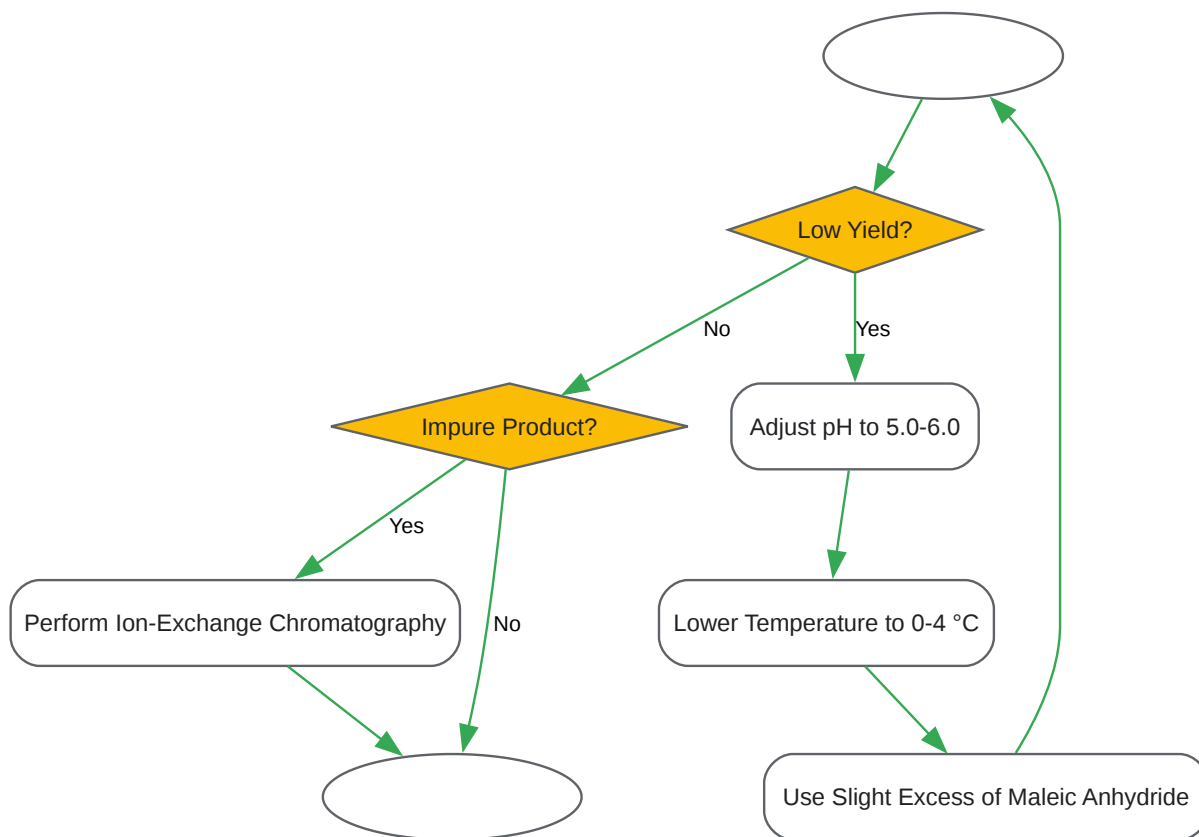 Low Yield?
No
Yes
Impure Product?
Adjust pH to 5.0-6.0
Yes
Perform Ion-Exchange Chromatography
No
Lower Temperature to 0-4 °C
Use Slight Excess of Maleic Anhydride